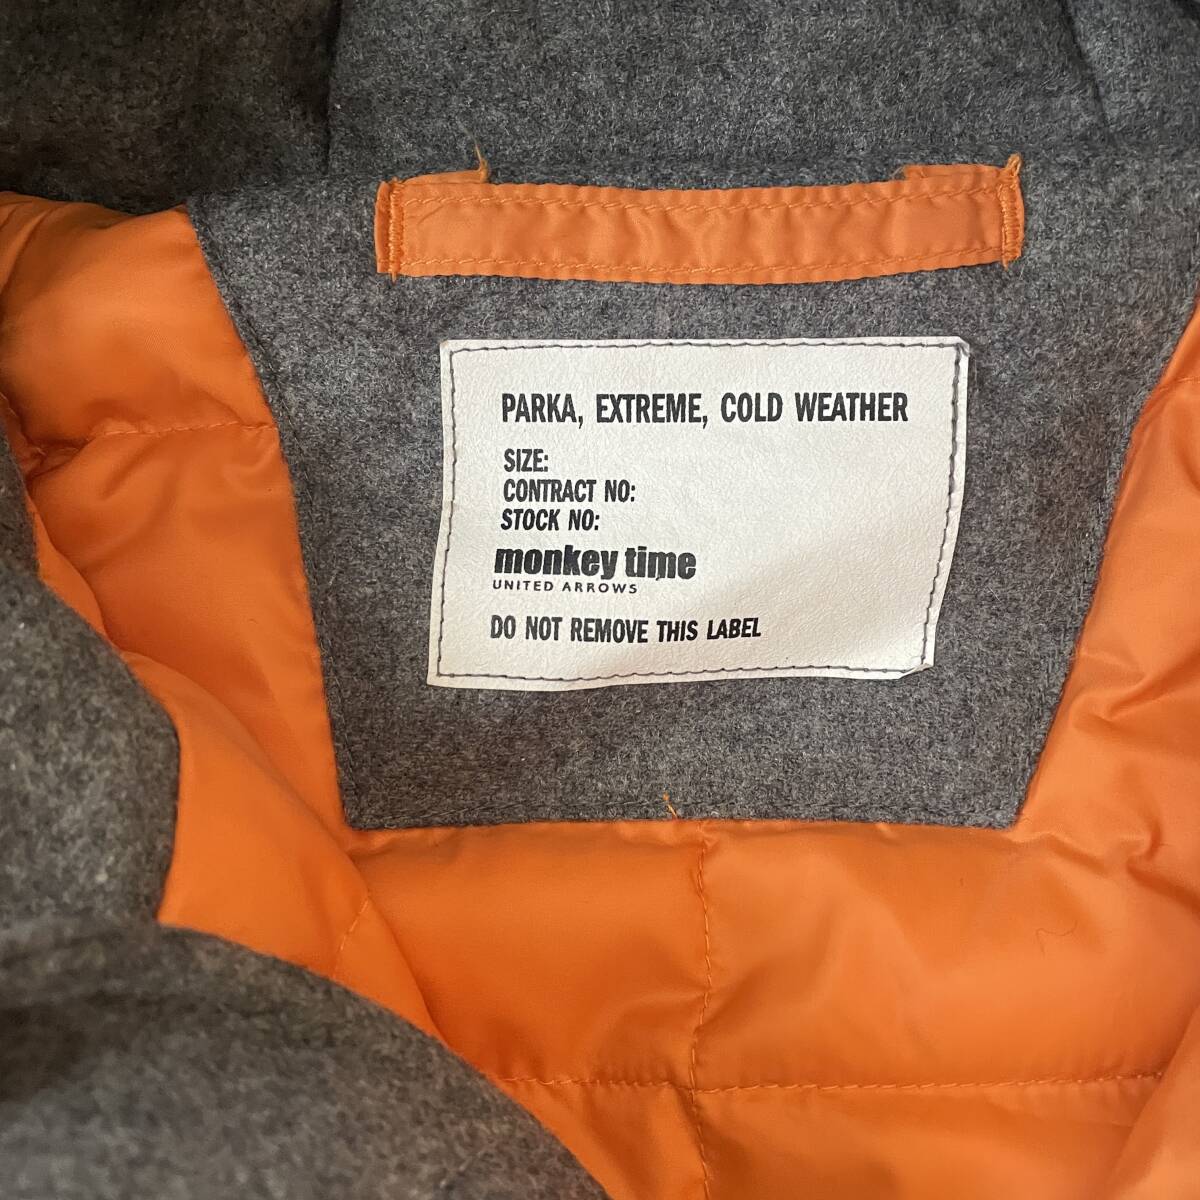 PARKA, EXTREME, COLD WEATHER
SIZE:
CONTRACT NO:
STOCK NO:
monkey time
UNITED ARROWS
DO NOT REMOVE THIS LABEL